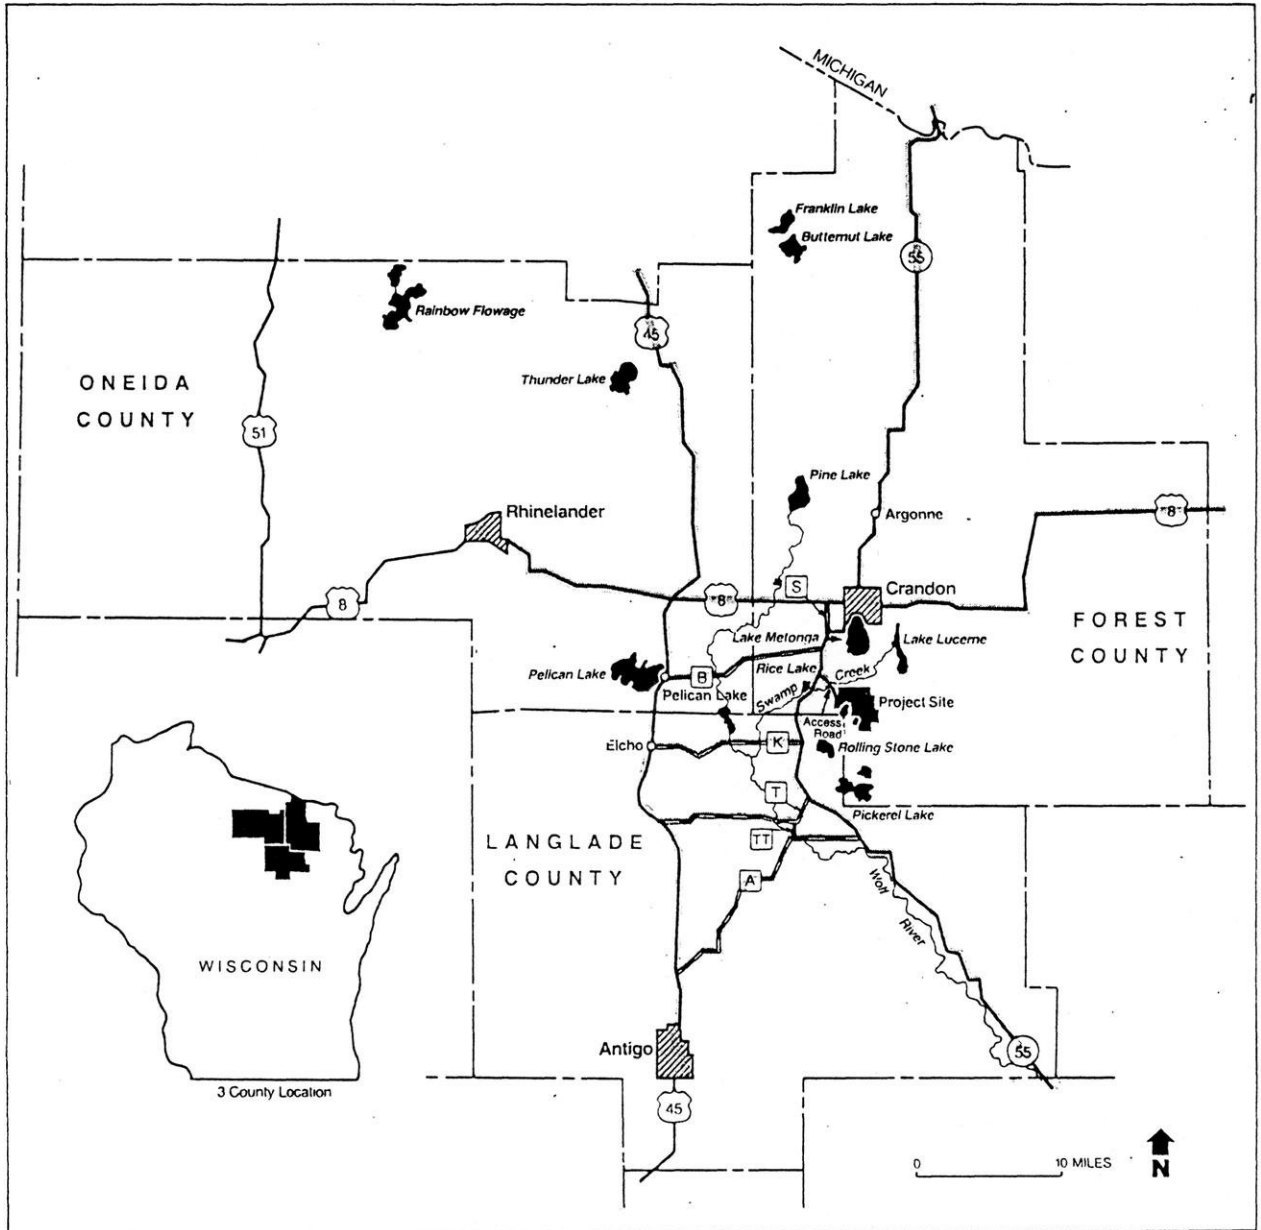 MICHIGAN
Franklin Lake
Butternut Lake
55
Rainbow Flowage
45
Thunder Lake
ONEIDA
COUNTY
51
Pine Lake
Rhinelander
Argonne
8
S
Crandon
8
8
FOREST
COUNTY
Lake Metonga
Lake Lucerne
Pelican Lake
B
Rice Lake
Creek
Pelican Lake
Swamp
Project Site
Access
Road
Elcho
K
Rolling Stone Lake
T
Pickerel Lake
LANGLADE
COUNTY
TT
A
Wolf
River
WISCONSIN
Antigo
55
3 County Location
45
0
10 MILES
N